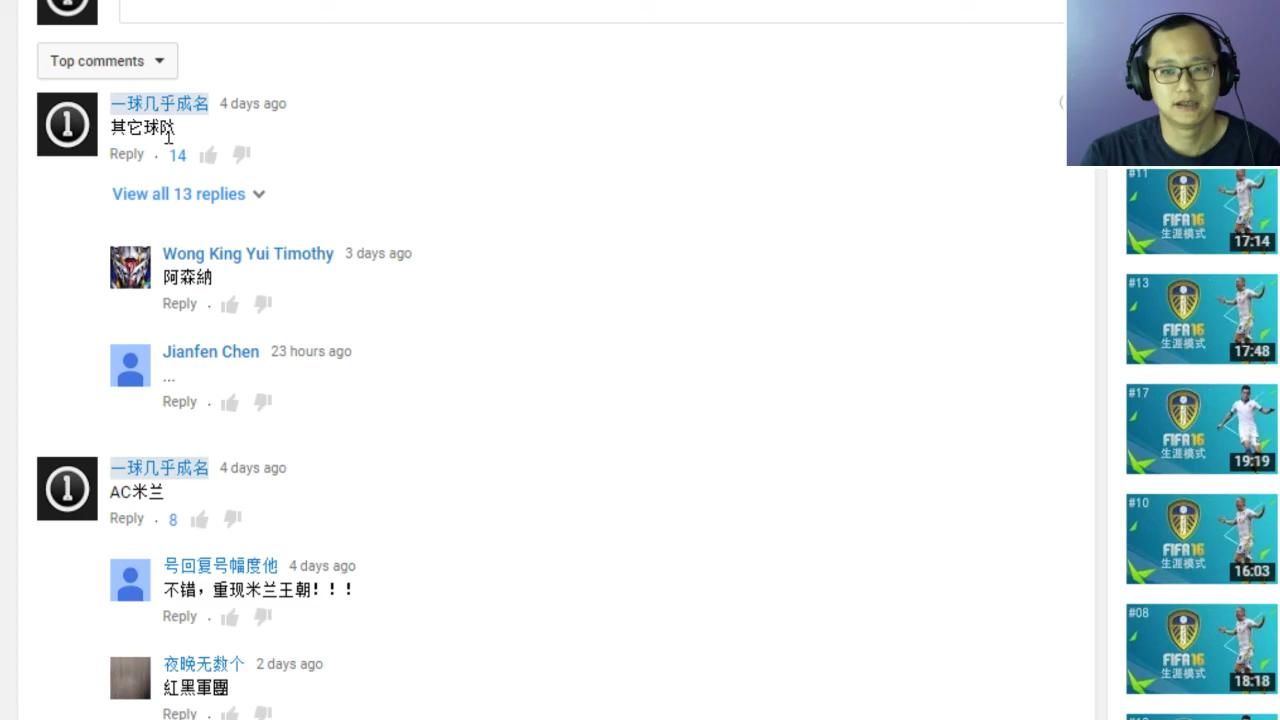 Top comments
一球几乎成名 4 days ago
其它球队
Reply . 14
View all 13 replies
Wong King Yui Timothy 3 days ago
阿森納
Reply .
Jianfen Chen 23 hours ago
...
Reply .
一球几乎成名 4 days ago
AC米兰
Reply . 8
号回复号幅度他 4 days ago
不错，重现米兰王朝！！！
Reply .
夜晚无数个 2 days ago
紅黑軍團
Reply .
#11
FIFA16
生涯模式
17:14
#13
FIFA16
生涯模式
17:48
#17
FIFA16
生涯模式
19:19
#10
FIFA16
生涯模式
16:03
#08
FIFA16
生涯模式
18:18